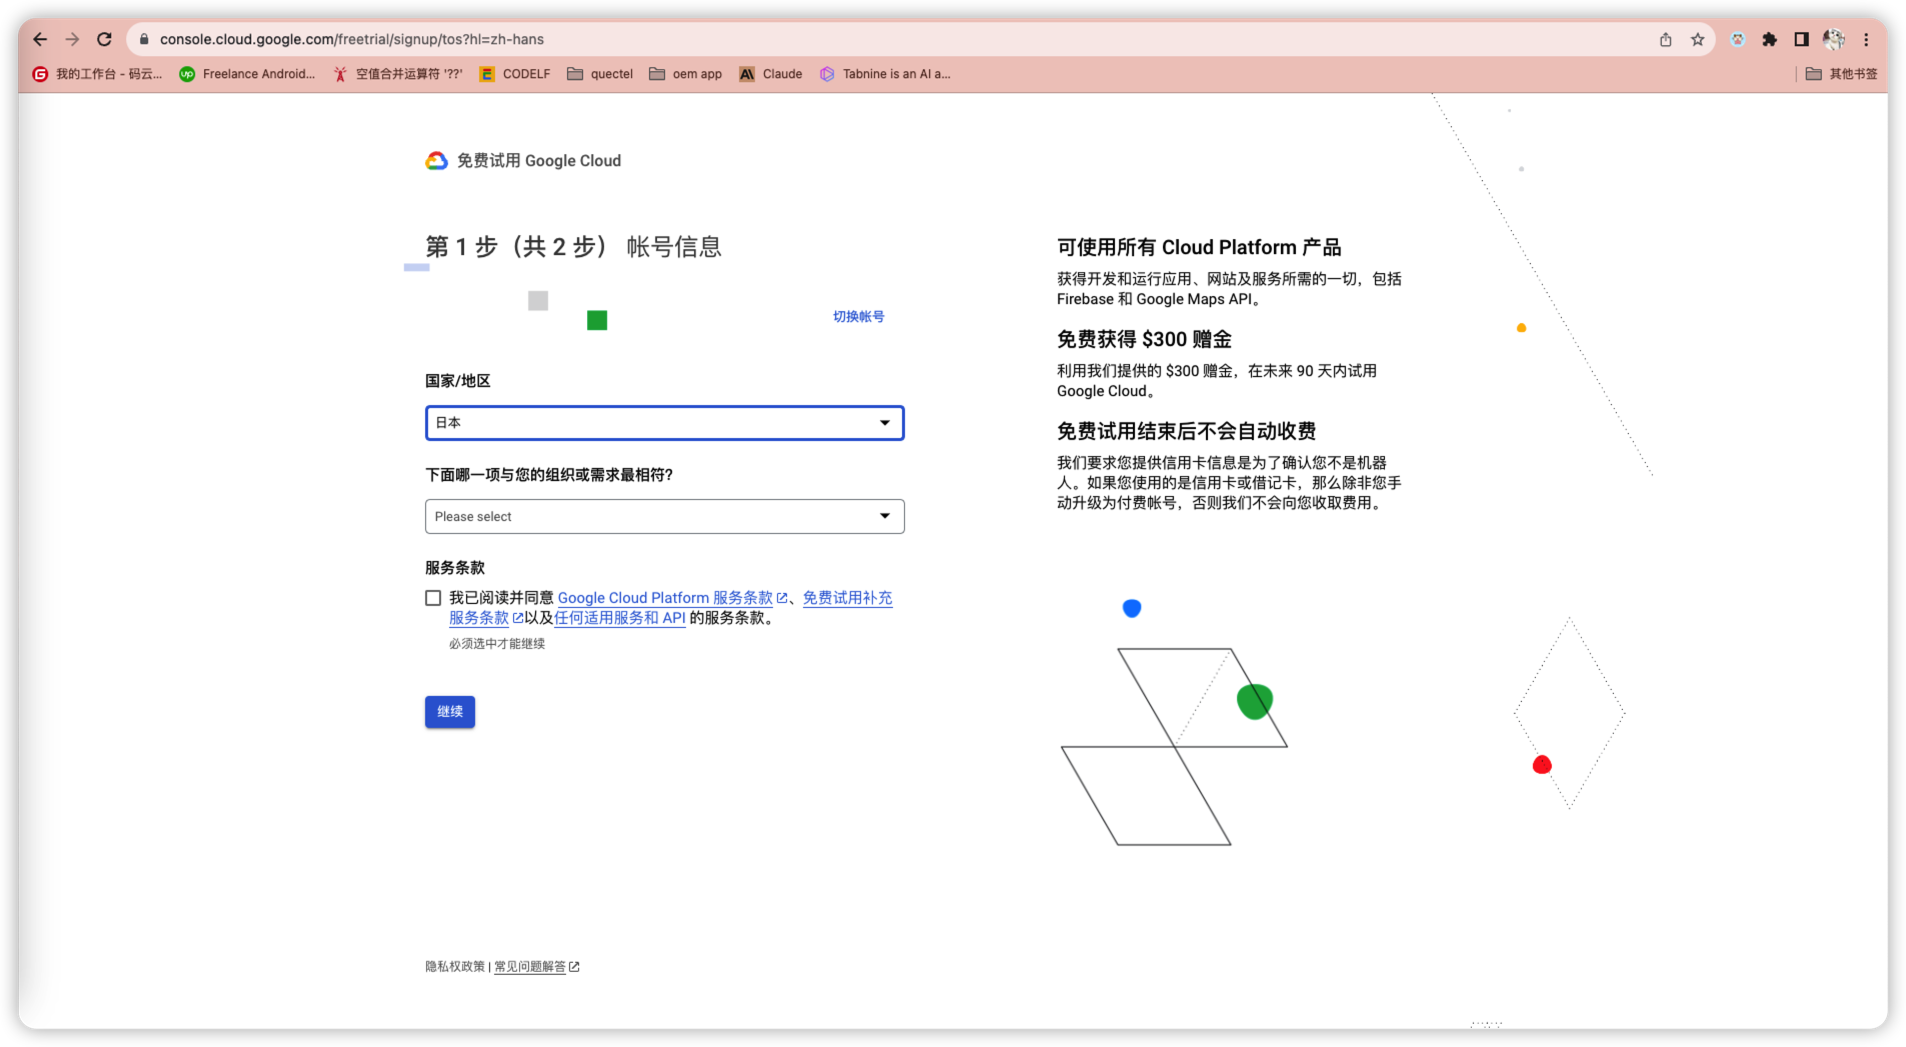 console.cloud.google.com/freetrial/signup/tos?hl=zh-hans
我的工作台 - 码云...
up
Freelance Android...
空值合并运算符 '??'
CODELF
quectel
oem app
Claude
Tabnine is an AI a...
其他书签
免费试用 Google Cloud
第 1 步（共 2 步） 帐号信息
切换帐号
国家/地区
日本
下面哪一项与您的组织或需求最相符？
Please select
服务条款
我已阅读并同意 Google Cloud Platform 服务条款、免费试用补充
服务条款以及任何适用服务和 API 的服务条款。
必须选中才能继续
继续
可使用所有 Cloud Platform 产品
获得开发和运行应用、网站及服务所需的一切，包括
Firebase 和 Google Maps API。
免费获得 $300 赠金
利用我们提供的 $300 赠金，在未来 90 天内试用
Google Cloud。
免费试用结束后不会自动收费
我们要求您提供信用卡信息是为了确认您不是机器
人。如果您使用的是信用卡或借记卡，那么除非您手
动升级为付费帐号，否则我们不会向您收取费用。
隐私权政策 | 常见问题解答